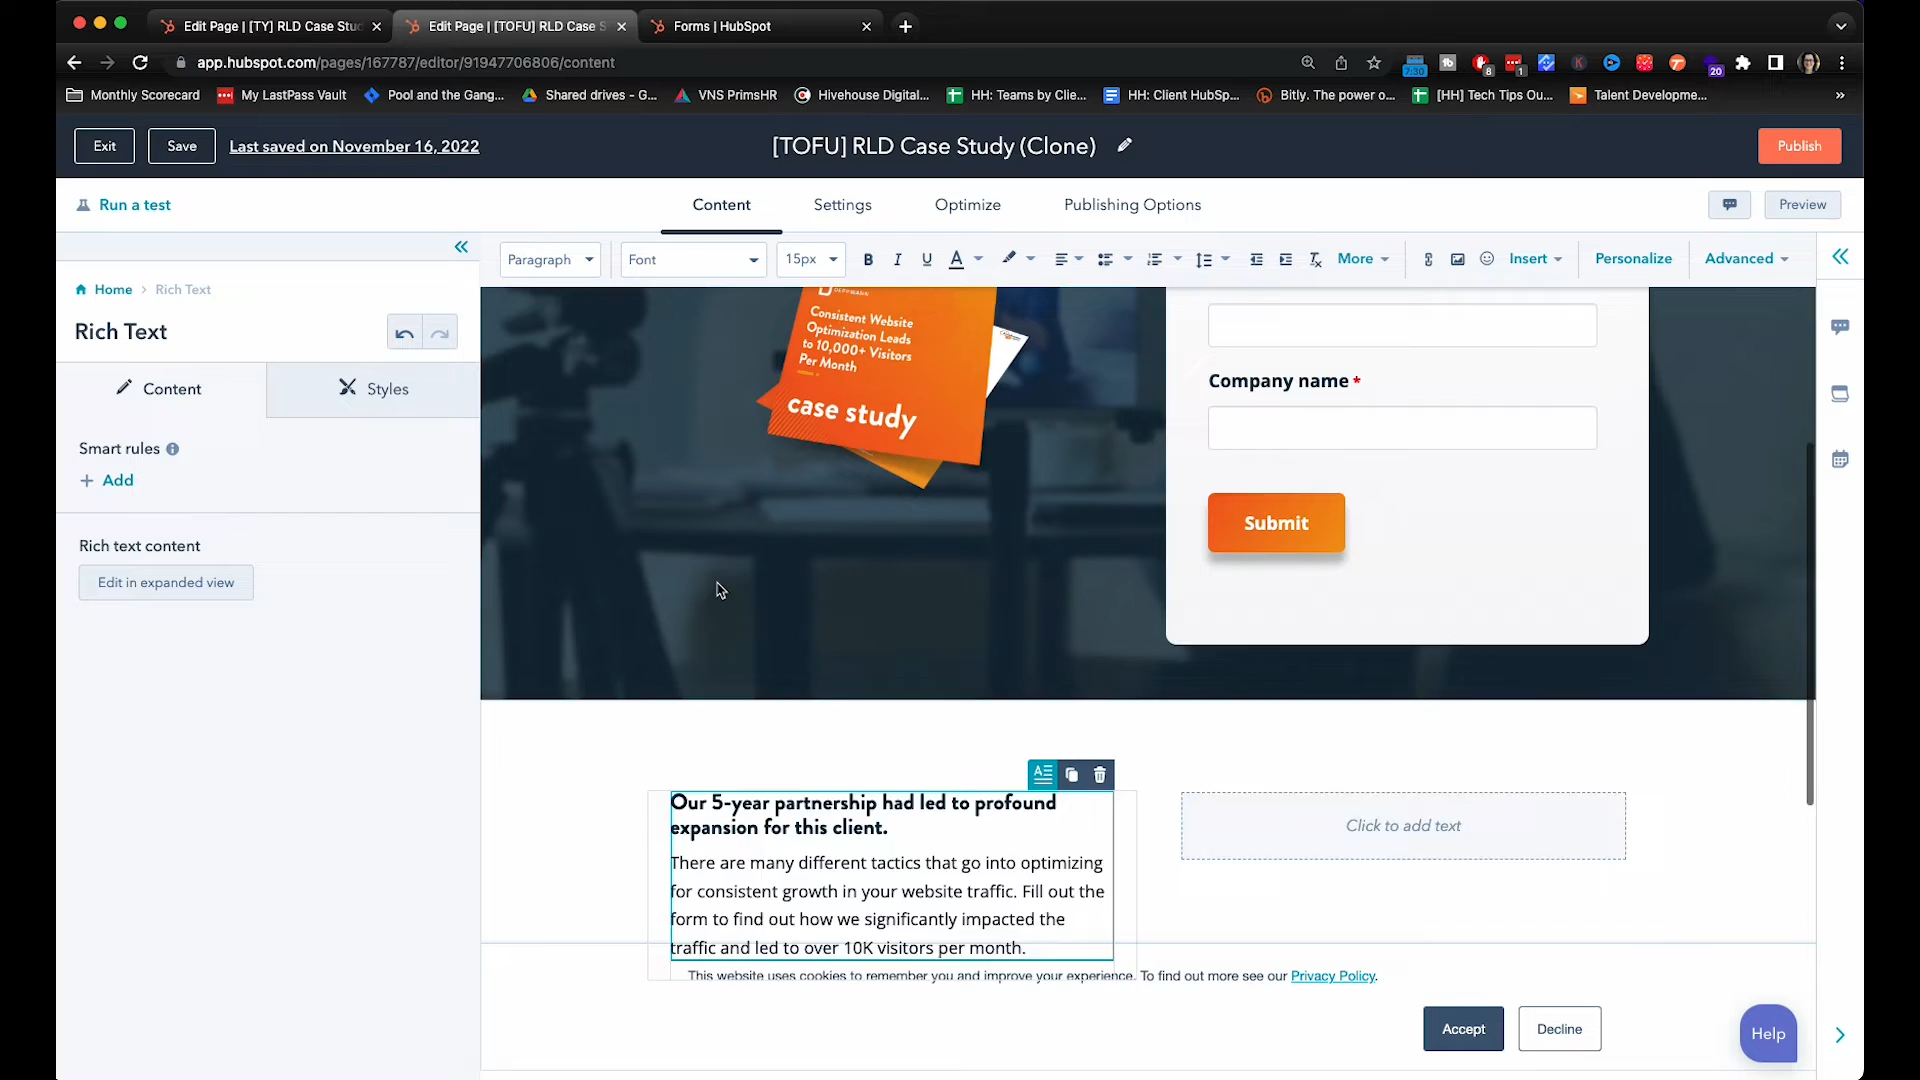 Edit Page | [TY] RLD Case Stu
Edit Page | [TOFU] RLD Case S
Forms | HubSpot
app.hubspot.com/pages/167787/editor/91947706806/content
7:30
8
1
20
Monthly Scorecard
My LastPass Vault
Pool and the Gang...
Shared drives - G...
VNS PrimsHR
Hivehouse Digital...
HH: Teams by Clie...
HH: Client HubSp...
Bitly. The power o...
[HH] Tech Tips Ou...
Talent Developme...
Exit
Save
Last saved on November 16, 2022
[TOFU] RLD Case Study (Clone)
Publish
Run a test
Content
Settings
Optimize
Publishing Options
Preview
Paragraph
Font
15px
B
I
U
A
More
Insert
Personalize
Advanced
Home > Rich Text
Rich Text
Content
Styles
Smart rules
+ Add
Rich text content
Edit in expanded view
Consistent Website
Optimization Leads
to 10,000+ Visitors
Per Month
case study
Company name *
Submit
Our 5-year partnership had led to profound
expansion for this client.
There are many different tactics that go into optimizing
for consistent growth in your website traffic. Fill out the
form to find out how we significantly impacted the
traffic and led to over 10K visitors per month.
Click to add text
This website uses cookies to remember you and improve your experience. To find out more see our Privacy Policy.
Accept
Decline
Help